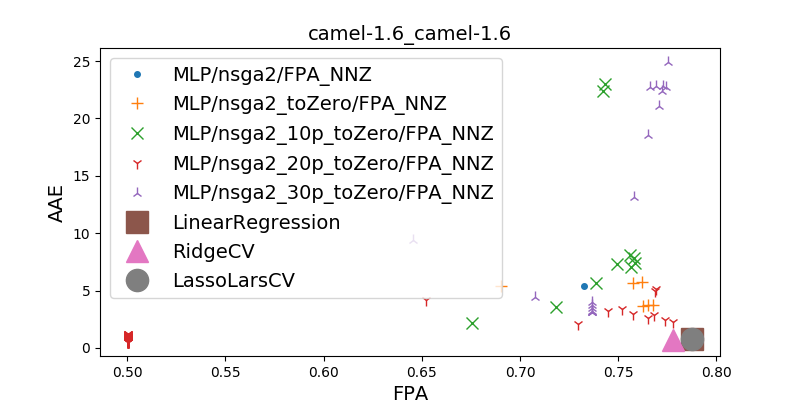 camel-1.6_camel-1.6
25
20
15
10
5
0
AAE
MLP/nsga2/FPA_NNZ
MLP/nsga2_toZero/FPA_NNZ
MLP/nsga2_10p_toZero/FPA_NNZ
MLP/nsga2_20p_toZero/FPA_NNZ
MLP/nsga2_30p_toZero/FPA_NNZ
LinearRegression
RidgeCV
LassoLarsCV
0.50 0.55 0.60 0.65 0.70 0.75 0.80
FPA